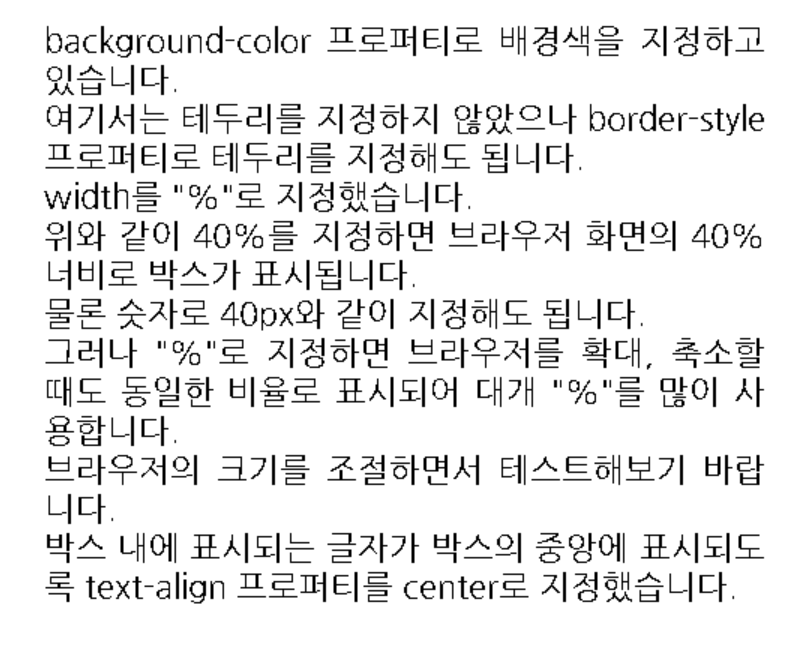 background-color 프로퍼티로 배경색을 지정하고
있습니다.
여기서는 테두리를 지정하지 않았으나 border-style
프로퍼티로 테두리를 지정해도 됩니다.
width를 "%"로 지정했습니다.
위와 같이 40%를 지정하면 브라우저 화면의 40%
너비로 박스가 표시됩니다.
물론 숫자로 40px와 같이 지정해도 됩니다.
그러나 "%"로 지정하면 브라우저를 확대, 축소할
때도 동일한 비율로 표시되어 대개 "%"를 많이 사
용합니다.
브라우저의 크기를 조절하면서 테스트해보기 바랍
니다.
박스 내에 표시되는 글자가 박스의 중앙에 표시되도
록 text-align 프로퍼티를 center로 지정했습니다.